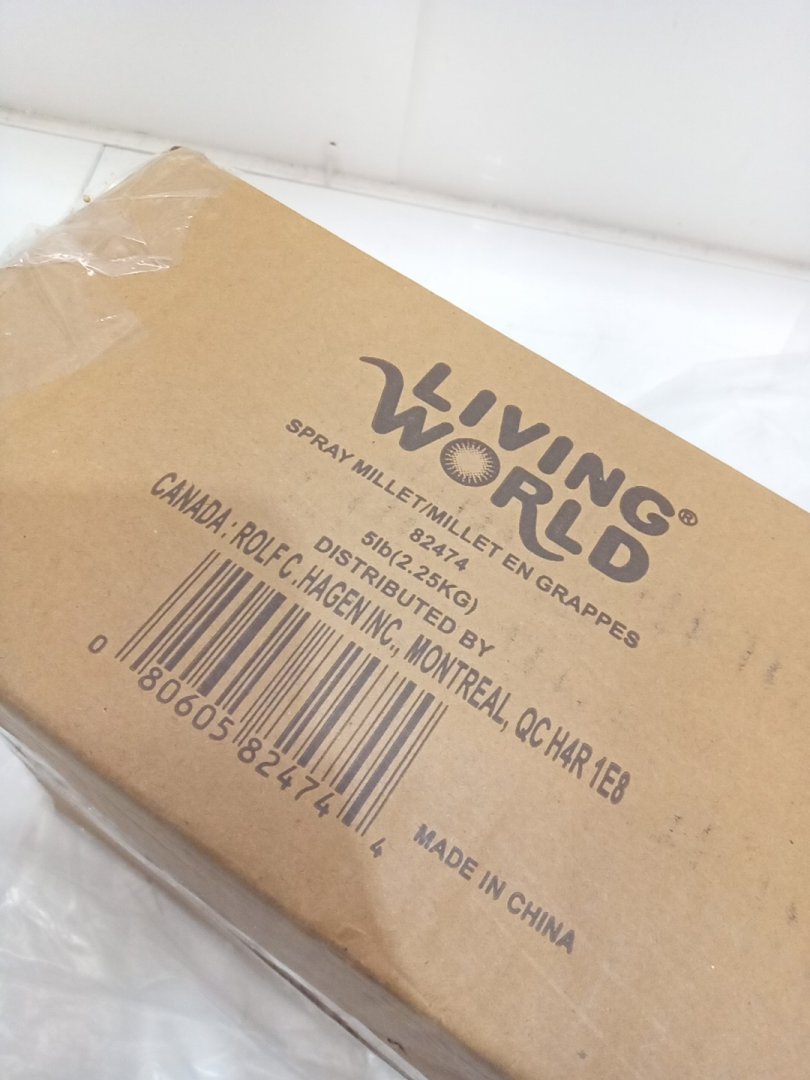 LIVING
WORLD®
SPRAY MILLET/MILLET EN GRAPPES
82474
5lb(2.25KG)
DISTRIBUTED BY
CANADA : ROLF C.HAGEN INC., MONTREAL, QC H4R 1E8
0 80605 82474 4
MADE IN CHINA